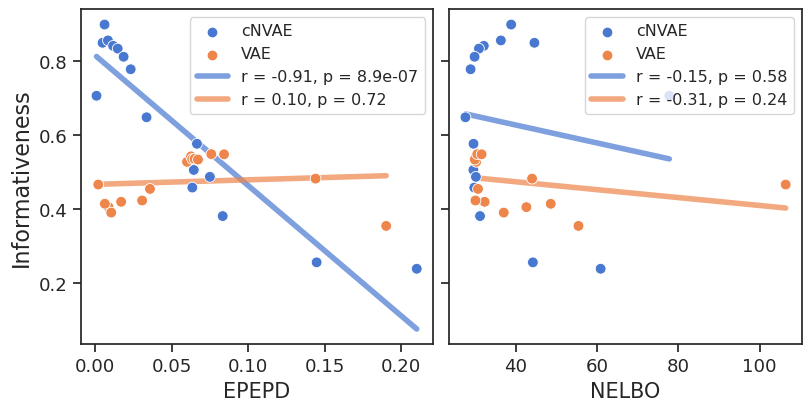 cNVAE
VAE
r = -0.91, p = 8.9e-07
r = 0.10, p = 0.72
cNVAE
VAE
r = -0.15, p = 0.58
r = -0.31, p = 0.24
Informativeness
0.8
0.6
0.4
0.2
0.00 0.05 0.10 0.15 0.20
40 60 80 100
EPEPD
NELBO